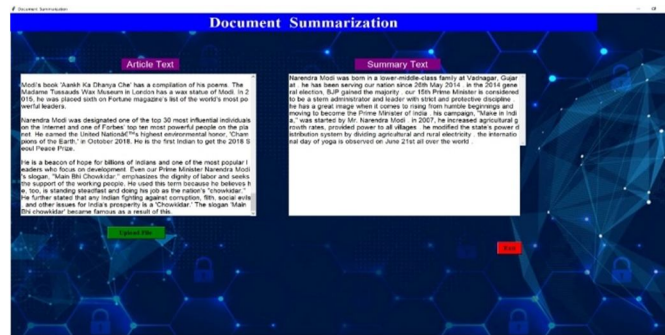 Document Summarization
Document Summarization
Article Text
Modi's book 'Aankh Ka Dhanya Che' has a compilation of his poems. The
Madame Tussauds Wax Museum in London has a wax statue of Modi. In 2
015, he was placed sixth on Fortune magazine's list of the world's most po
werful leaders.
Narendra Modi was designated one of the top 30 most influential individuals
on the Internet and one of Forbes' top ten most powerful people on the pla
net. He earned the United Nationâ€™s highest environmental honor, "Cham
pions of the Earth,' in October 2018. He is the first Indian to get the 2018 S
eoul Peace Prize.
He is a beacon of hope for billions of Indians and one of the most popular l
eaders who focus on development. Even our Prime Minister Narendra Modi
's slogan, "Main Bhi Chowkidar." emphasizes the dignity of labor and seeks
the support of the working people. He used this term because he believes h
e, too, is standing steadfast and doing his job as the nation's "chowkidar."
He further stated that any Indian fighting against corruption, filth, social evils
, and other issues for India's prosperity is a 'Chowkidar.' The slogan 'Main
Bhi chowkidar' became famous as a result of this.
Upload File
Summary Text
Narendra Modi was born in a lower-middle-class family at Vadnagar, Gujar
at . he has been serving our nation since 26th May 2014 . in the 2014 gene
ral election, BJP gained the majority . our 15th Prime Minister is considered
to be a stern administrator and leader with strict and protective discipline .
he has a great image when it comes to rising from humble beginnings and
moving to become the Prime Minister of India . his campaign, "Make in Indi
a," was started by Mr. Narendra Modi . in 2007, he increased agricultural g
rowth rates, provided power to all villages . he modified the state's power d
istribution system by dividing agricultural and rural electricity . the internatio
nal day of yoga is observed on June 21st all over the world .